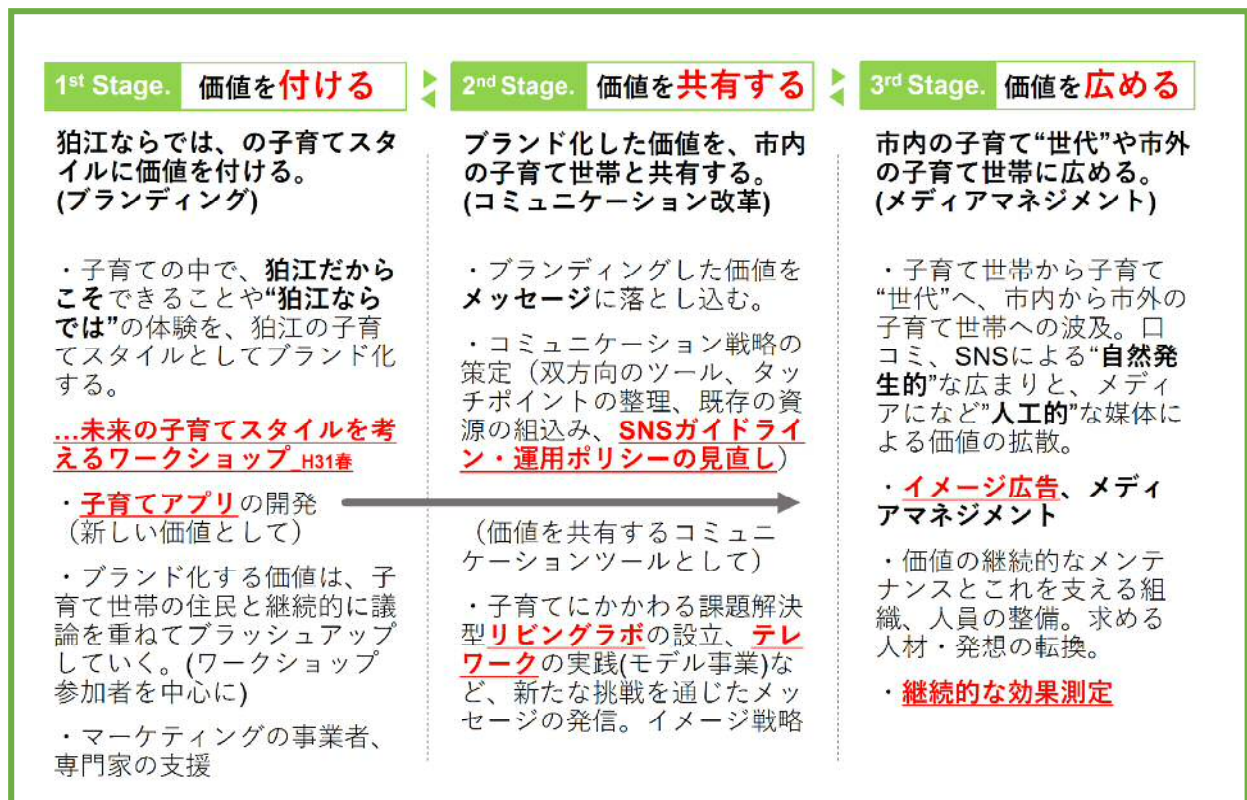 1st Stage. 価値を付ける
狛江ならでは、の子育てスタ
イルに価値を付ける。
(ブランディング)
・子育ての中で、狛江だから
こそできることや“狛江なら
では”の体験を、狛江の子育
てスタイルとしてブランド化
する。
…未来の子育てスタイルを考
えるワークショップ_H31春
・子育てアプリの開発
（新しい価値として）
・ブランド化する価値は、子
育て世帯の住民と継続的に議
論を重ねてブラッシュアップ
していく。(ワークショップ
参加者を中心に)
・マーケティングの事業者、
専門家の支援
2nd Stage. 価値を共有する
ブランド化した価値を、市内
の子育て世帯と共有する。
(コミュニケーション改革)
・ブランディングした価値を
メッセージに落とし込む。
・コミュニケーション戦略の
策定（双方向のツール、タッ
チポイントの整理、既存の資
源の組込み、SNSガイドライ
ン・運用ポリシーの見直し）
（価値を共有するコミュニ
ケーションツールとして）
・子育てにかかわる課題解決
型リビングラボの設立、テレ
ワークの実践(モデル事業)な
ど、新たな挑戦を通じたメッ
セージの発信。イメージ戦略
3rd Stage. 価値を広める
市内の子育て“世代”や市外
の子育て世帯に広める。
(メディアマネジメント)
・子育て世帯から子育て
“世代”へ、市内から市外の
子育て世帯への波及。口
コミ、SNSによる“自然発
生的”な広まりと、メディ
アになど”人工的”な媒体に
よる価値の拡散。
・イメージ広告、メディ
アマネジメント
・価値の継続的なメンテ
ナンスとこれを支える組
織、人員の整備。求める
人材・発想の転換。
・継続的な効果測定